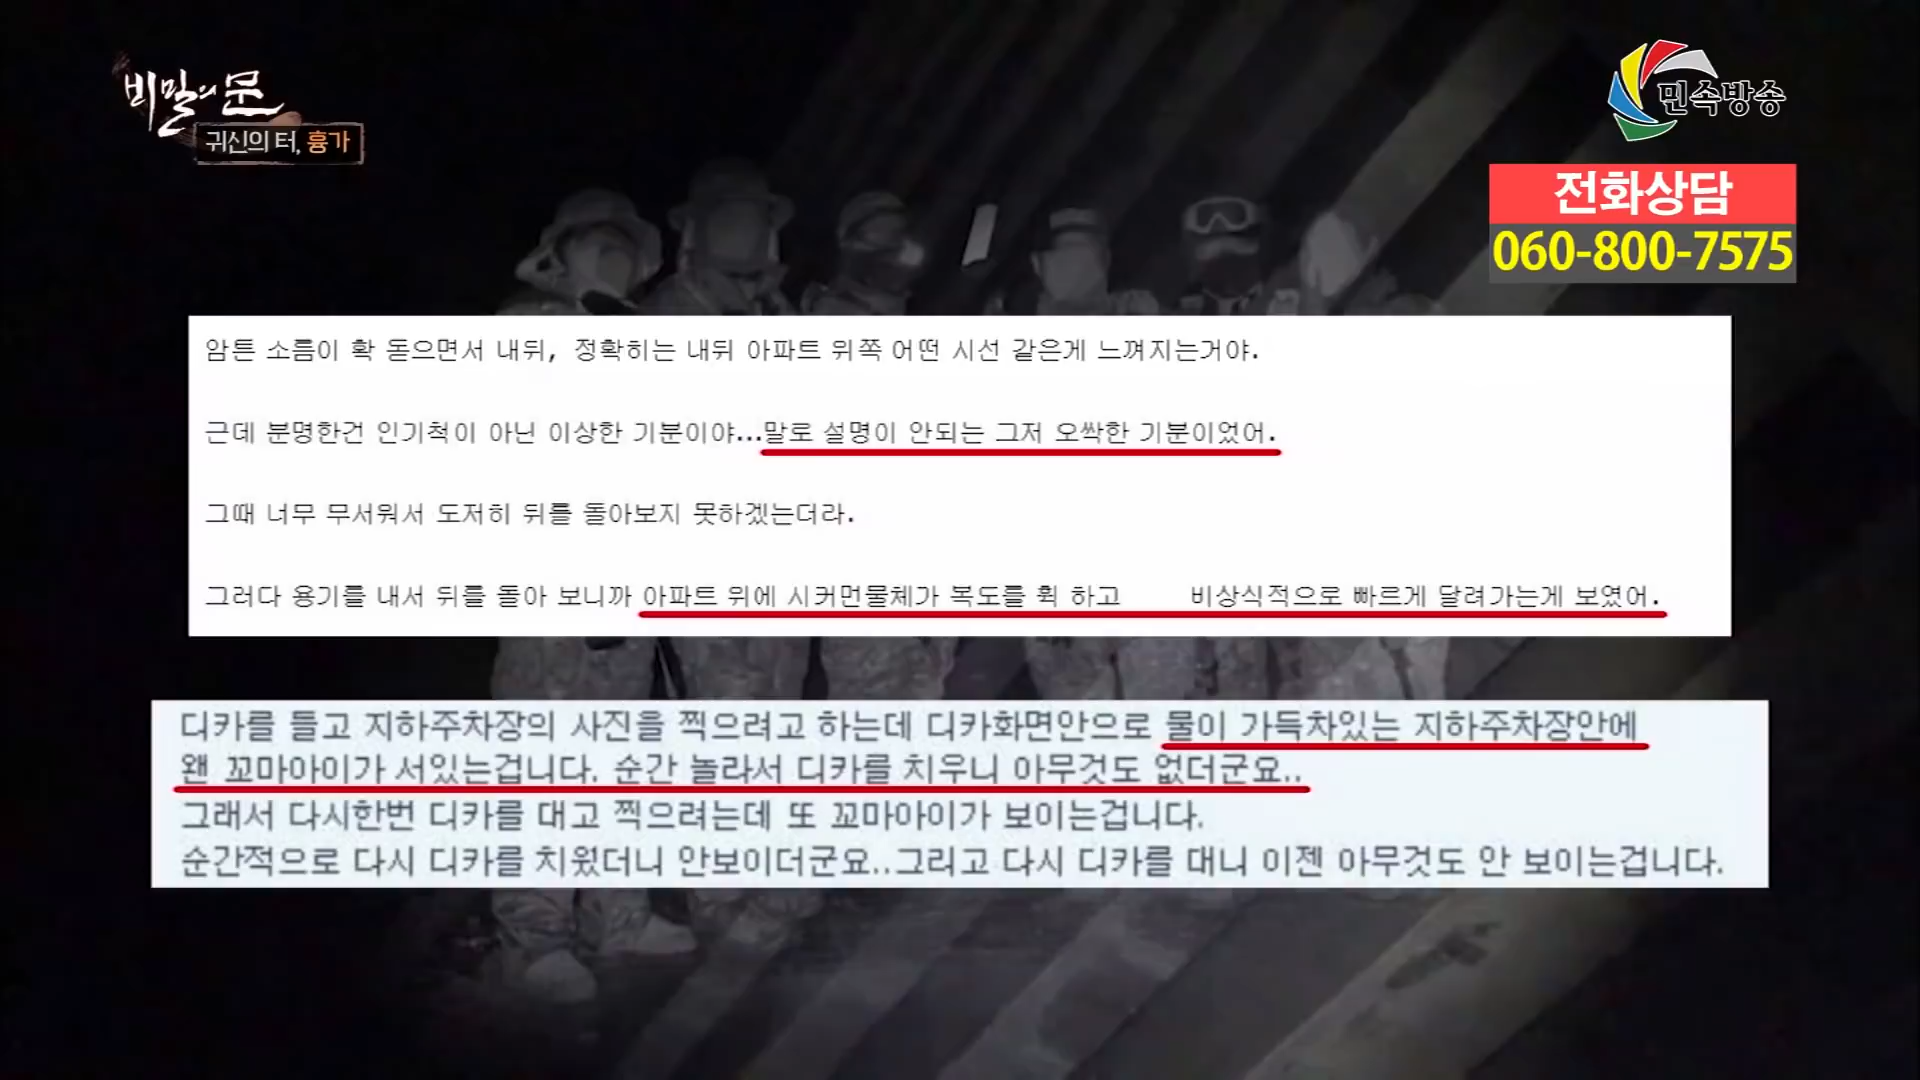 비밀의 문
귀신의 터, 흉가
민속방송
전화상담
060-800-7575
암튼 소름이 확 돋으면서 내뒤, 정확히는 내뒤 아파트 위쪽 어떤 시선 같은게 느껴지는거야.
근데 분명한건 인기척이 아닌 이상한 기분이야...말로 설명이 안되는 그저 오싹한 기분이었어.
그때 너무 무서워서 도저히 뒤를 돌아보지 못하겠는더라.
그러다 용기를 내서 뒤를 돌아 보니까 아파트 위에 시커먼물체가 복도를 휙 하고 비상식적으로 빠르게 달려가는게 보였어.
디카를 들고 지하주차장의 사진을 찍으려고 하는데 디카화면안으로 물이 가득차있는 지하주차장안에
왠 꼬마아이가 서있는겁니다. 순간 놀라서 디카를 치우니 아무것도 없더군요..
그래서 다시한번 디카를 대고 찍으려는데 또 꼬마아이가 보이는겁니다.
순간적으로 다시 디카를 치웠더니 안보이더군요..그리고 다시 디카를 대니 이젠 아무것도 안 보이는겁니다.